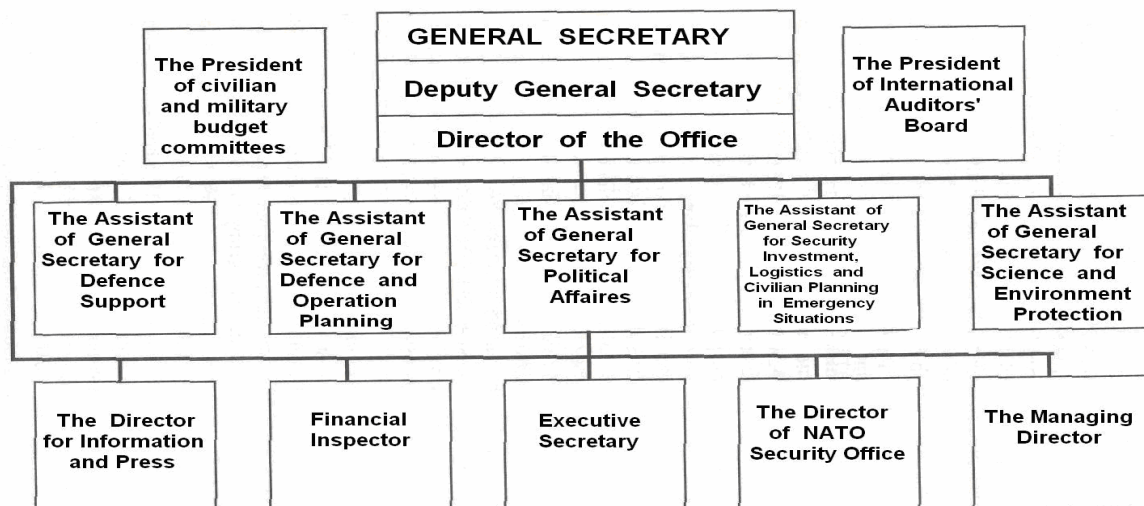 The President
of civilian
and military
budget
committees
GENERAL SECRETARY
Deputy General Secretary
Director of the Office
The President
of International
Auditors'
Board
The Assistant
of General
Secretary for
Defence
Support
The Assistant
of General
Secretary for
Defence and
Operation
Planning
The Assistant
of General
Secretary for
Political
Affaires
The Assistant of
General Secretary
for Security
Investment,
Logistics and
Civilian Planning
in Emergency
Situations
The Assistant
of General
Secretary for
Science and
Environment
Protection
The Director
for Information
and Press
Financial
Inspector
Executive
Secretary
The Director
of NATO
Security Office
The Managing
Director